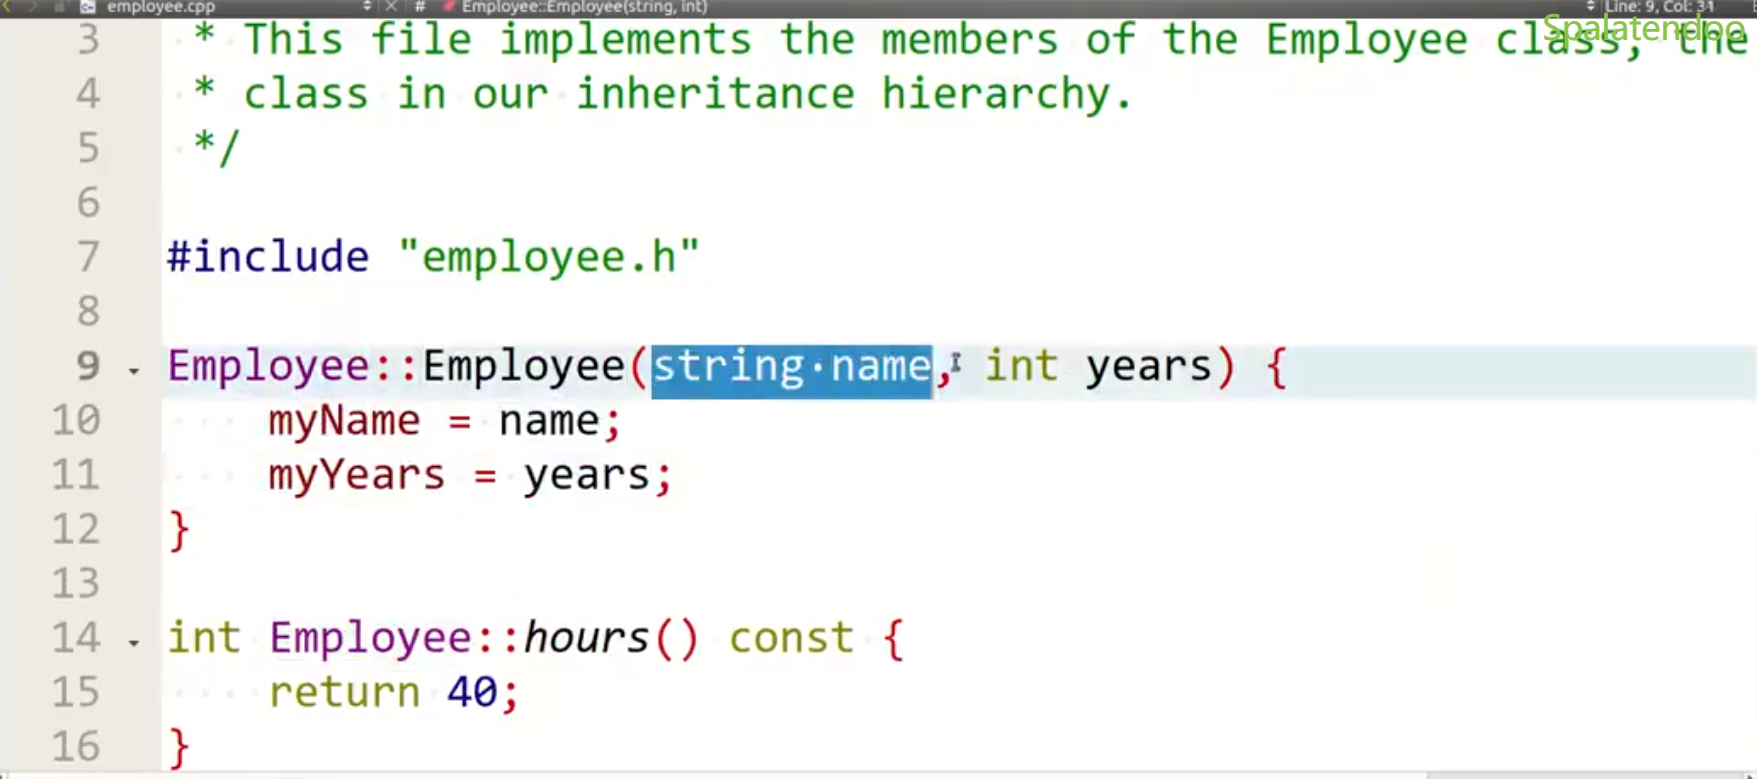 employee.cpp # Employee::Employee(string, int) Line: 9, Col: 31
Spalatendoo
3 * This file implements the members of the Employee class, the
4 * class in our inheritance hierarchy.
5 */
6
7 #include "employee.h"
8
9 Employee::Employee(string name, int years) {
10 myName = name;
11 myYears = years;
12 }
13
14 int Employee::hours() const {
15 return 40;
16 }